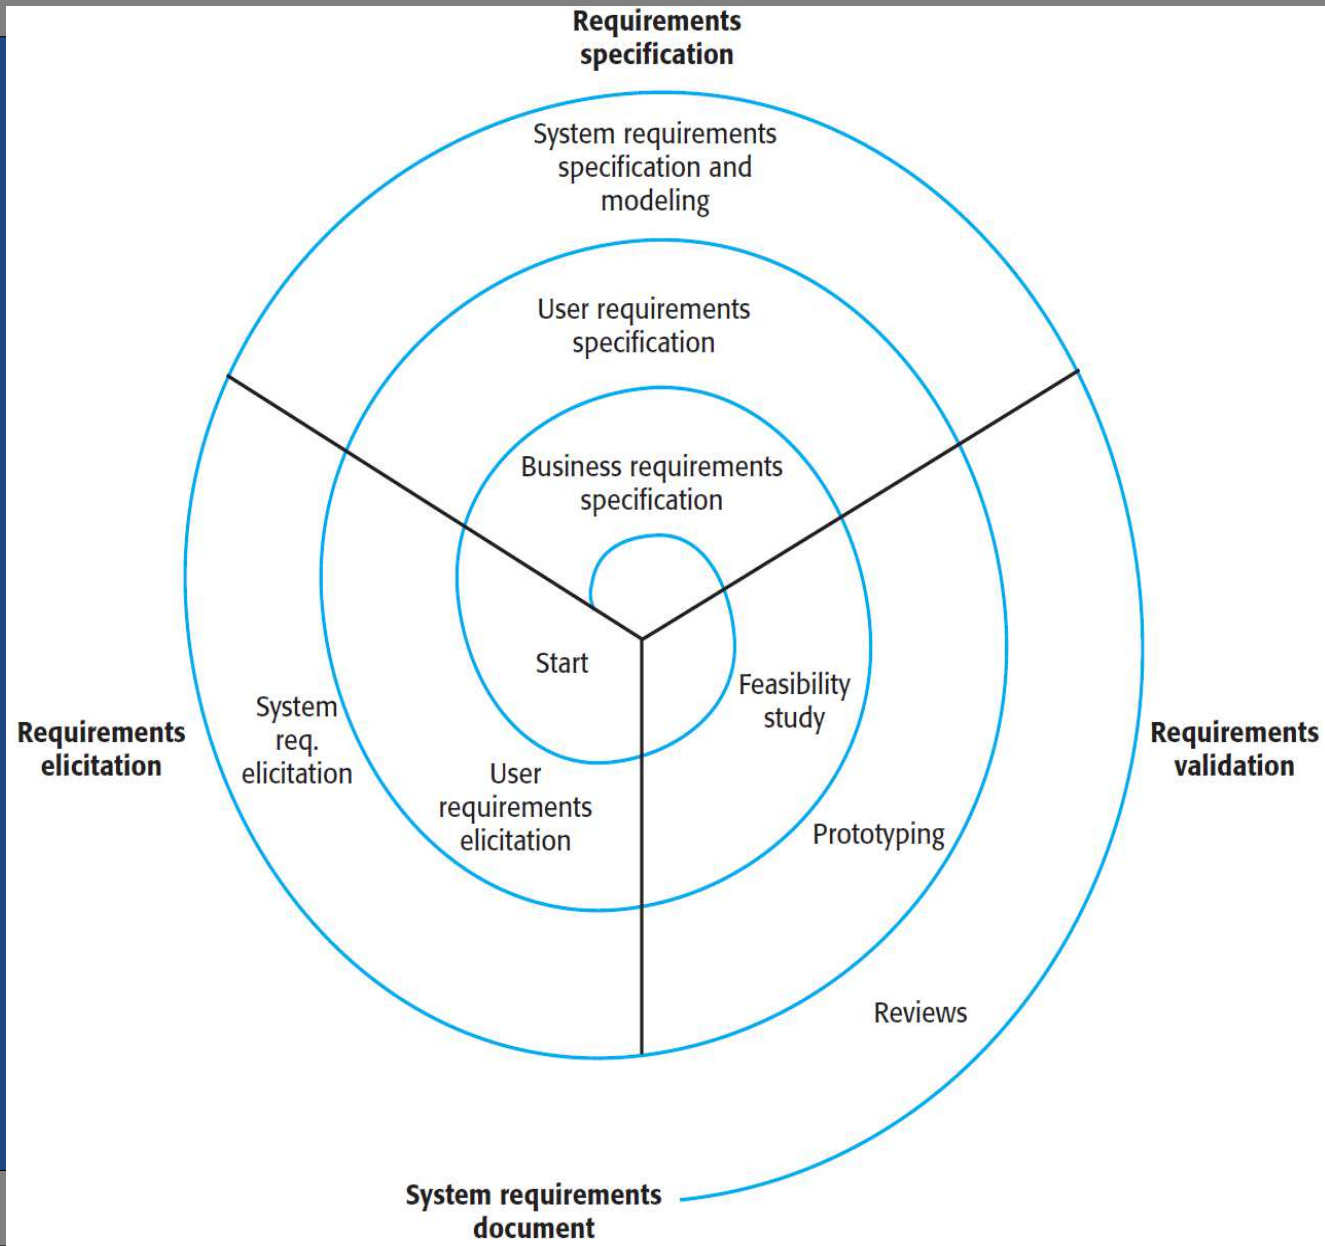 Requirements
specification
System requirements
specification and
modeling
User requirements
specification
Business requirements
specification
Start
Feasibility
study
System
req.
elicitation
Requirements
elicitation
Requirements
validation
User
requirements
elicitation
Prototyping
Reviews
System requirements
document